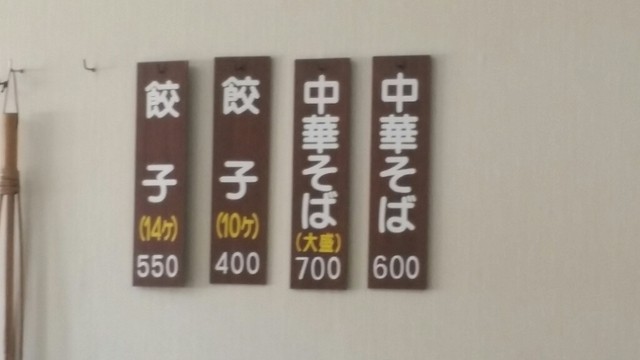 中華そば
600
中華そば
(大盛)
700
餃子
(10ケ)
400
餃子
(14ケ)
550